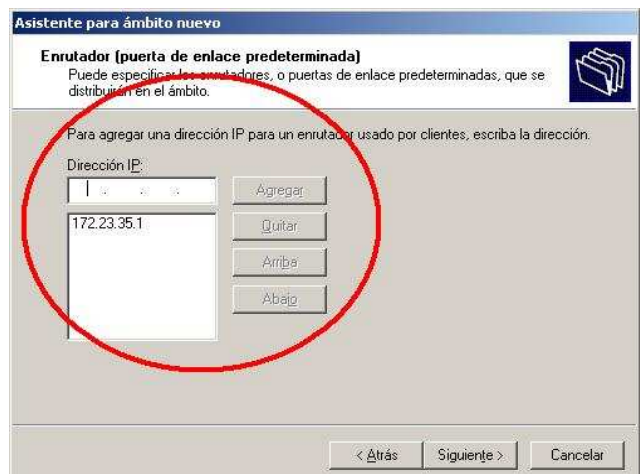 Asistente para ámbito nuevo
Enrutador (puerta de enlace predeterminada)
Puede especificar los enrutadores, o puertas de enlace predeterminadas, que se
distribuirán en el ámbito.
Para agregar una dirección IP para un enrutador usado por clientes, escriba la dirección.
Dirección IP:
. . .
Agregar
172.23.35.1
Quitar
Arriba
Abajo
< Atrás
Siguiente >
Cancelar